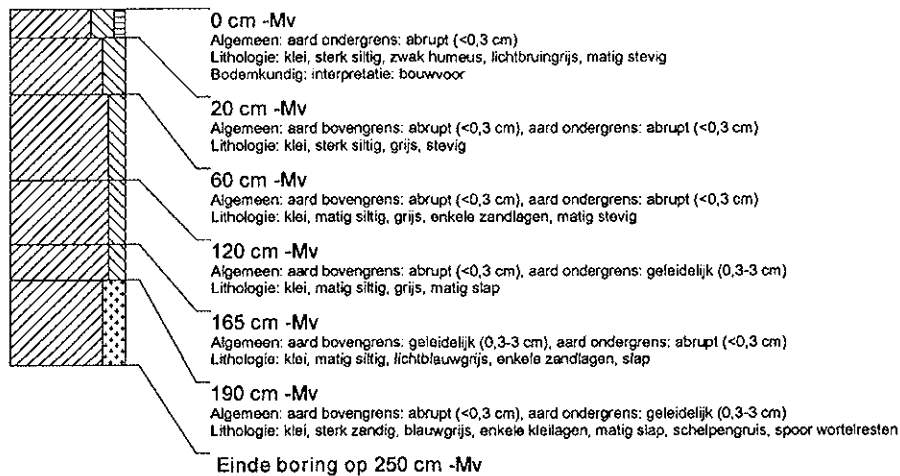 0 cm -Mv
Algemeen: aard ondergrens: abrupt (<0,3 cm)
Lithologie: klei, sterk siltig, zwak humeus, lichtbruingrijs, matig stevig
Bodemkundig: interpretatie: bouwvoor
20 cm -Mv
Algemeen: aard bovengrens: abrupt (<0,3 cm), aard ondergrens: abrupt (<0,3 cm)
Lithologie: klei, sterk siltig, grijs, stevig
60 cm -Mv
Algemeen: aard bovengrens: abrupt (<0,3 cm), aard ondergrens: abrupt (<0,3 cm)
Lithologie: klei, matig siltig, grijs, enkele zandlagen, matig stevig
120 cm -Mv
Algemeen: aard bovengrens: abrupt (<0,3 cm), aard ondergrens: geleidelijk (0,3-3 cm)
Lithologie: klei, matig siltig, grijs, matig slap
165 cm -Mv
Algemeen: aard bovengrens: geleidelijk (0,3-3 cm), aard ondergrens: abrupt (<0,3 cm)
Lithologie: klei, matig siltig, lichtblauwgrijs, enkele zandlagen, slap
190 cm -Mv
Algemeen: aard bovengrens: abrupt (<0,3 cm), aard ondergrens: geleidelijk (0,3-3 cm)
Lithologie: klei, sterk zandig, blauwgrijs, enkele kleilagen, matig slap, schelpengruis, spoor wortelresten
Einde boring op 250 cm -Mv